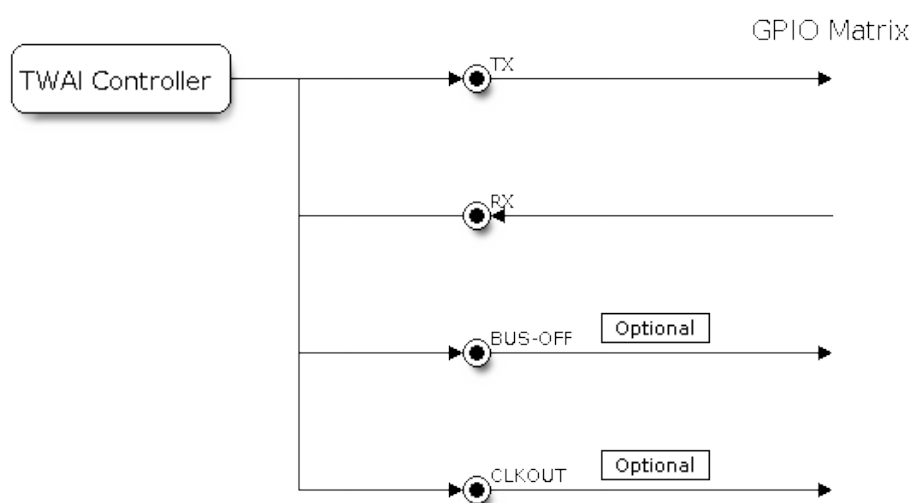 GPIO Matrix
TWAI Controller
TX
RX
BUS-OFF
Optional
CLKOUT
Optional